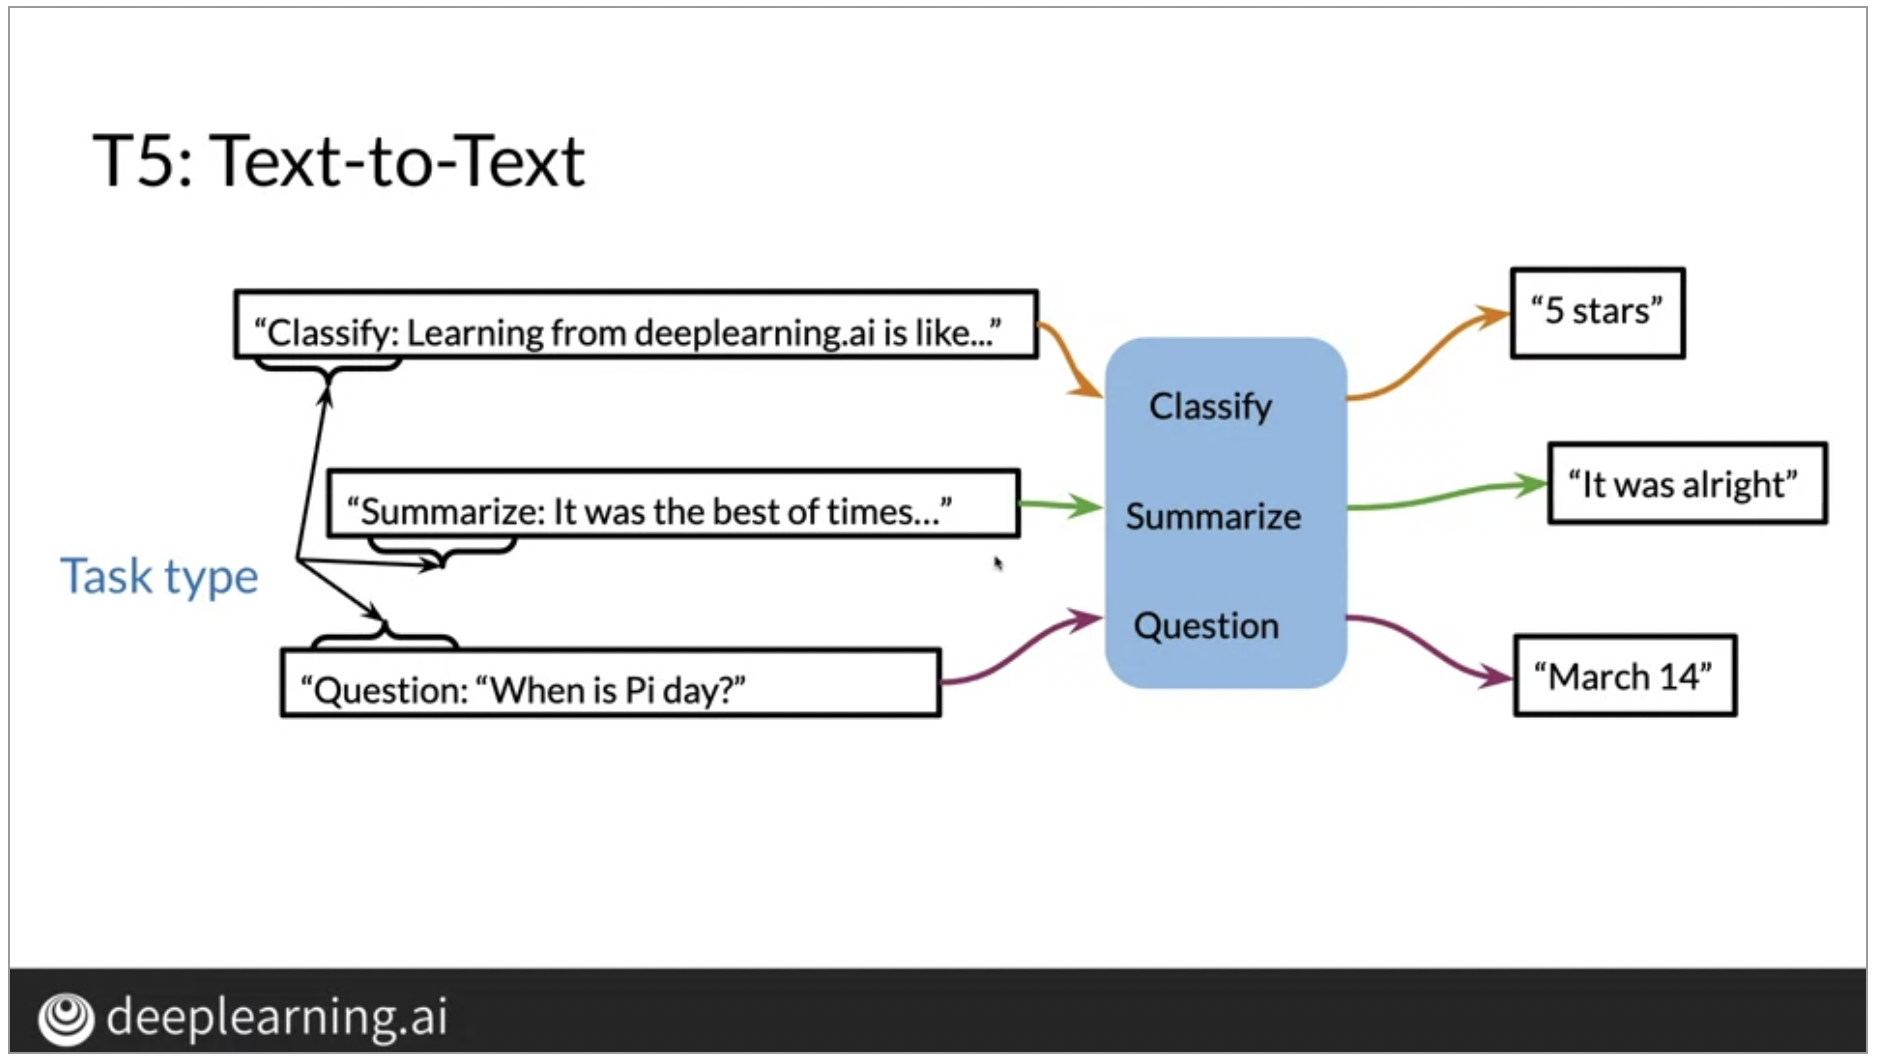 T5: Text-to-Text
“Classify: Learning from deeplearning.ai is like...”
“Summarize: It was the best of times...”
Task type
“Question: “When is Pi day?”
Classify
Summarize
Question
“5 stars”
“It was alright”
“March 14”
deeplearning.ai